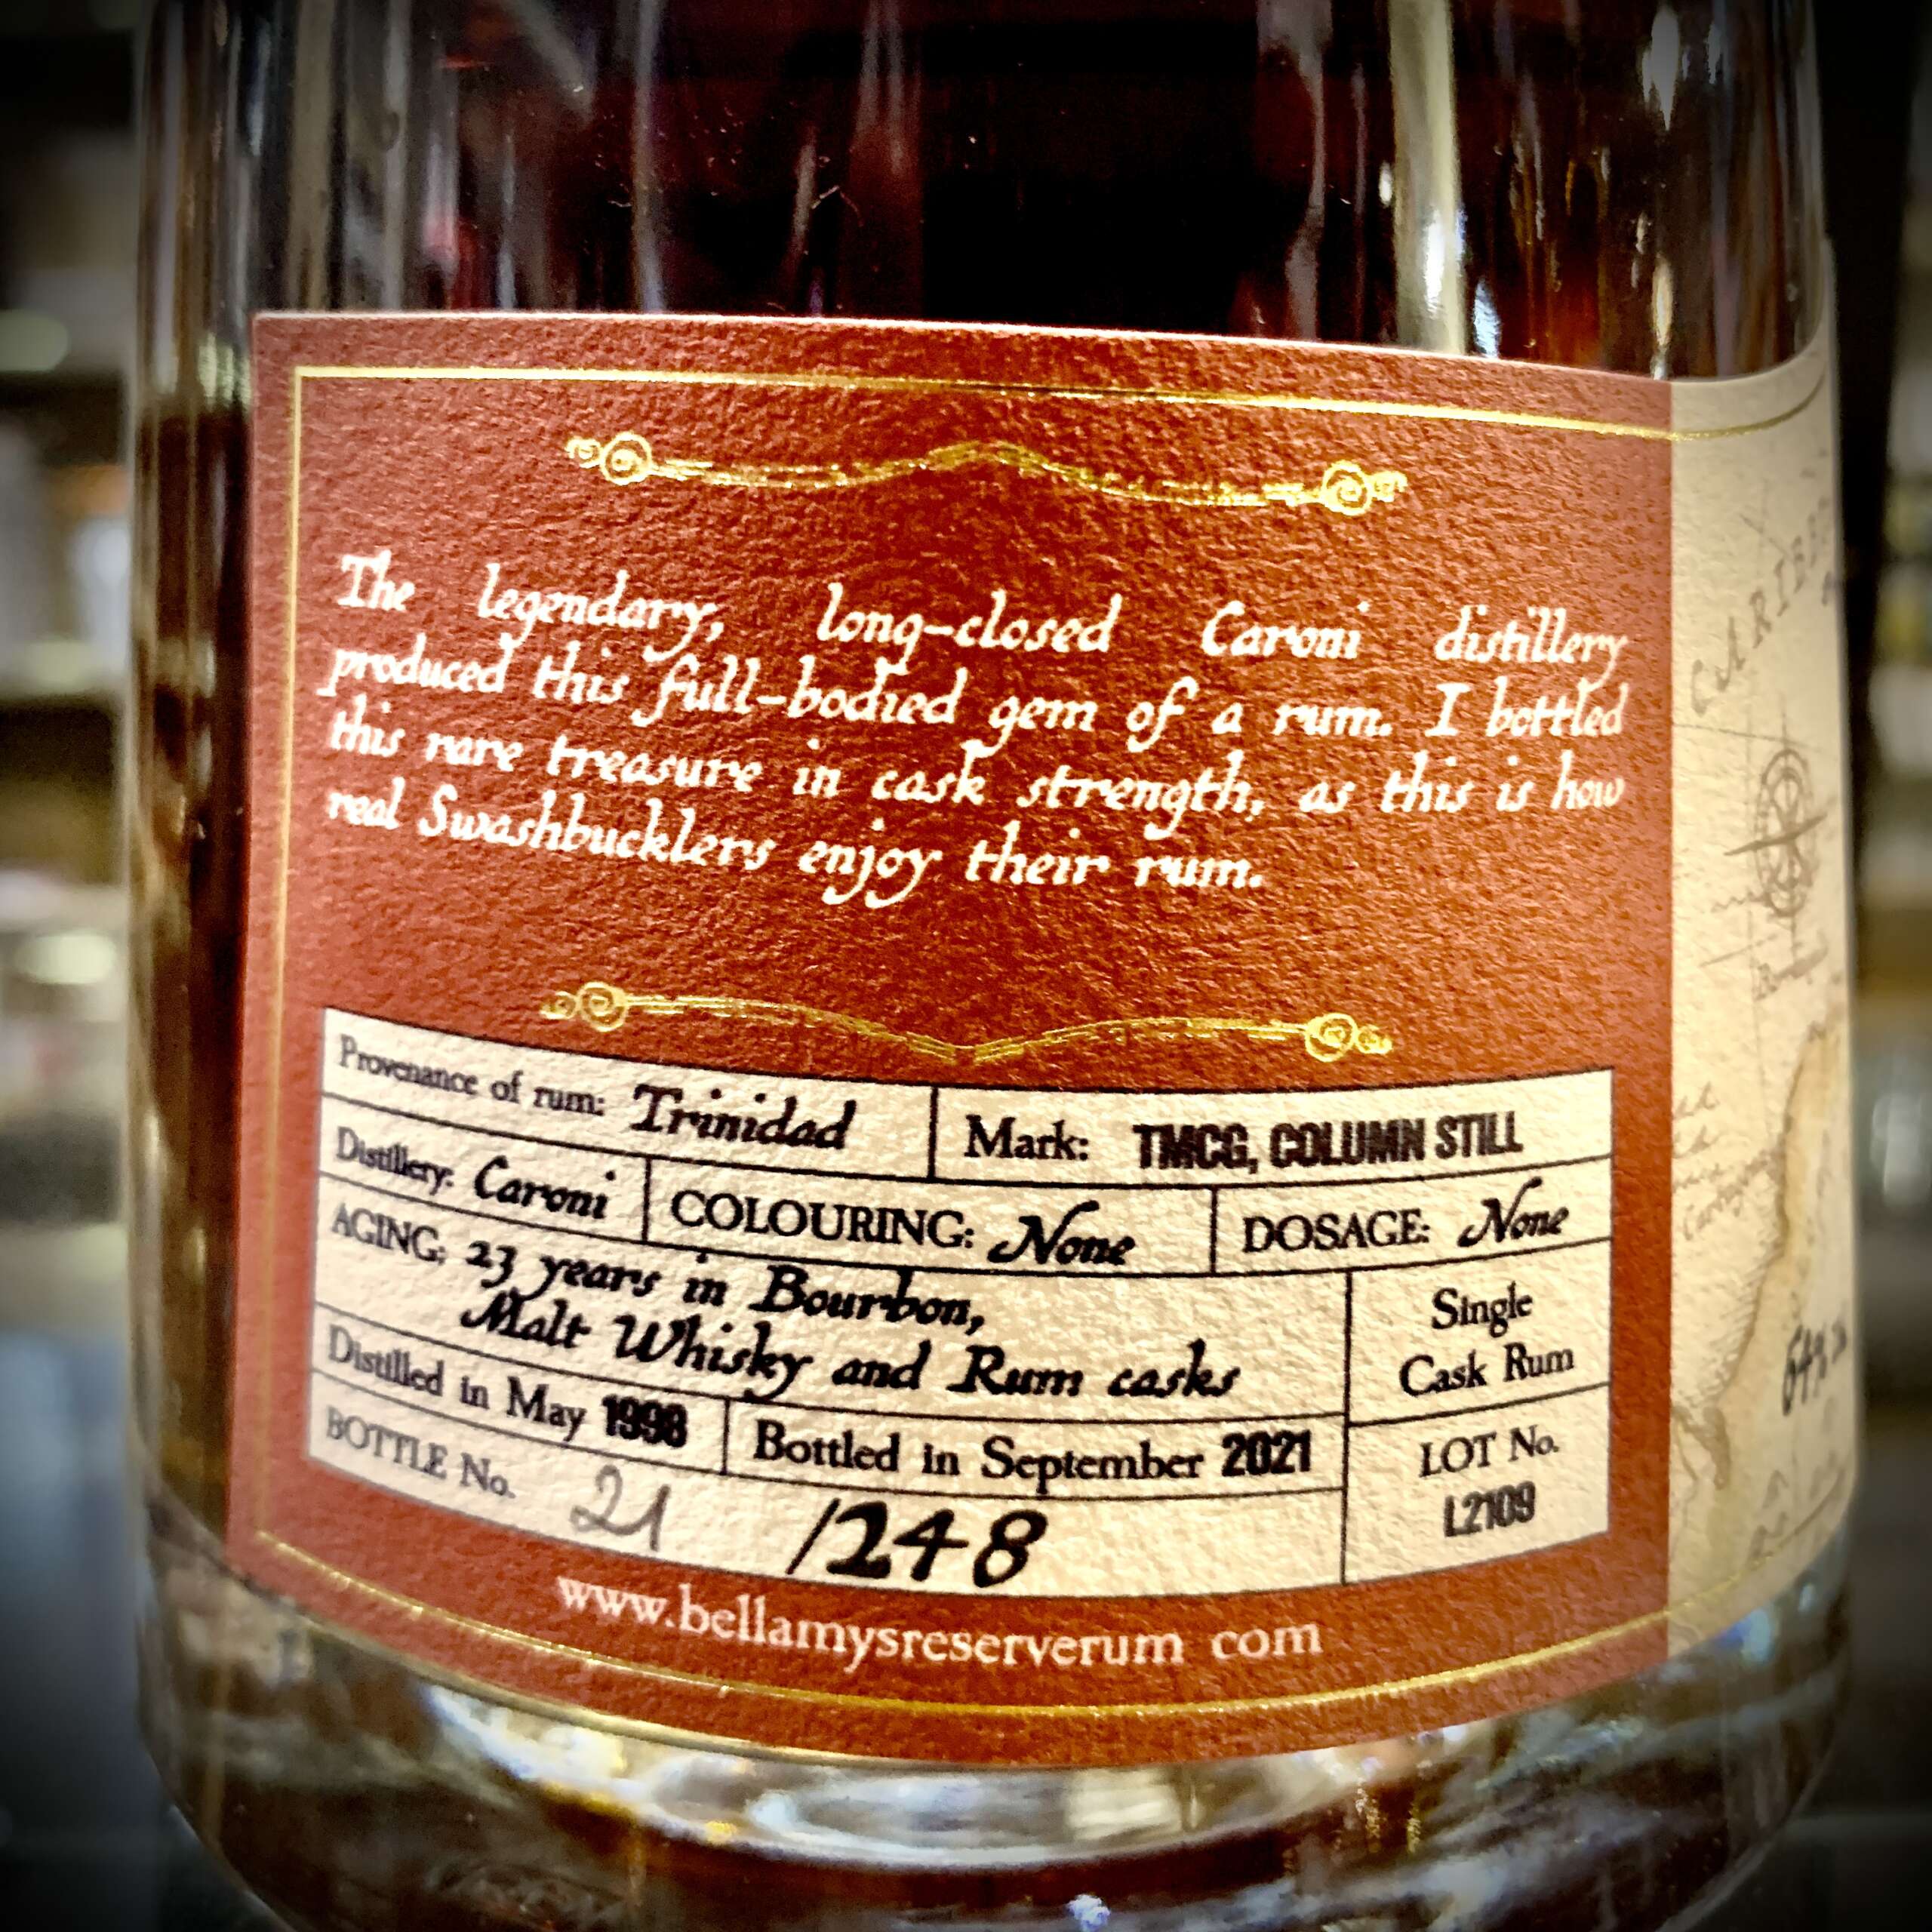 The legendary, long-closed Caroni distillery
produced this full-bodied gem of a rum. I bottled
this rare treasure in cask strength, as this is how
real Swashbucklers enjoy their rum.
Provenance of rum: Trinidad
Mark: TMCG, COLUMN STILL
Distillery: Caroni
COLOURING: None
DOSAGE: None
AGING: 23 years in Bourbon,
Malt Whisky and Rum casks
Single
Cask Rum
Distilled in May 1998
Bottled in September 2021
LOT No.
L2109
BOTTLE No. 21 /248
www.bellamysreserverum com